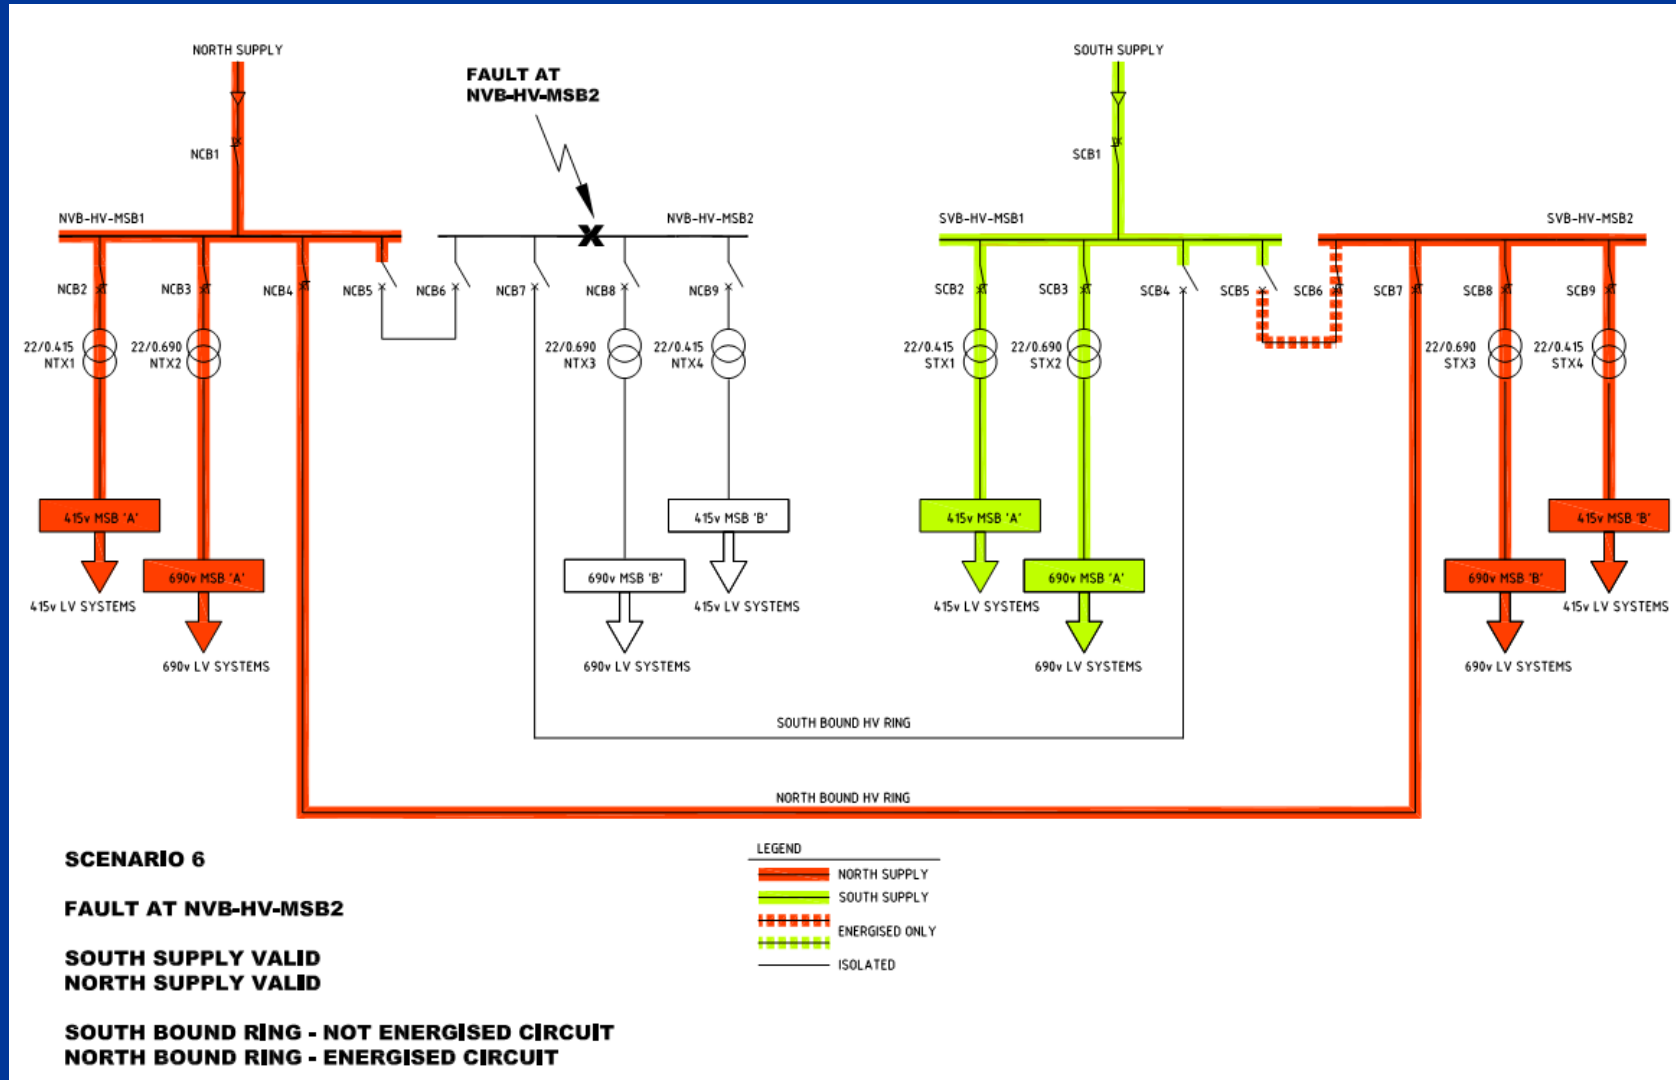 NORTH SUPPLY
SOUTH SUPPLY
FAULT AT
NVB-HV-MSB2
NCB1
SCB1
NVB-HV-MSB1
NVB-HV-MSB2
SVB-HV-MSB1
SVB-HV-MSB2
NCB2
NCB3
NCB4
NCB5
NCB6
NCB7
NCB8
NCB9
SCB2
SCB3
SCB4
SCB5
SCB6
SCB7
SCB8
SCB9
22/0.415
NTX1
22/0.690
NTX2
22/0.690
NTX3
22/0.415
NTX4
22/0.415
STX1
22/0.690
STX2
22/0.690
STX3
22/0.415
STX4
415v MSB 'A'
415v MSB 'B'
415v MSB 'A'
415v MSB 'B'
690v MSB 'A'
690v MSB 'B'
690v MSB 'A'
690v MSB 'B'
415v LV SYSTEMS
415v LV SYSTEMS
415v LV SYSTEMS
415v LV SYSTEMS
690v LV SYSTEMS
690v LV SYSTEMS
690v LV SYSTEMS
690v LV SYSTEMS
SOUTH BOUND HV RING
NORTH BOUND HV RING
SCENARIO 6
FAULT AT NVB-HV-MSB2
SOUTH SUPPLY VALID
NORTH SUPPLY VALID
SOUTH BOUND RING - NOT ENERGISED CIRCUIT
NORTH BOUND RING - ENERGISED CIRCUIT
LEGEND
NORTH SUPPLY
SOUTH SUPPLY
ENERGISED ONLY
ISOLATED